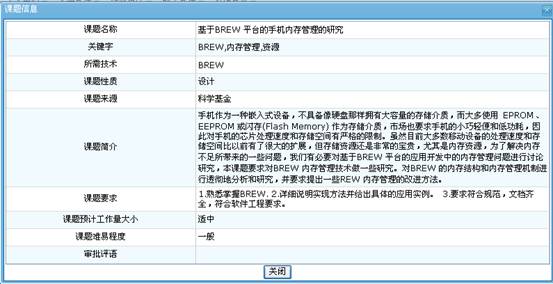 课题信息
课题名称 基于BREW 平台的手机内存管理的研究
关键字 BREW,内存管理,资源
所需技术 BREW
课题性质 设计
课题来源 科学基金
课题简介 手机作为一种嵌入式设备，不具备像硬盘那样拥有大容量的存储介质，而大多使用 EPROM、
EEPROM 或闪存(Flash Memory) 作为存储介质，市场也要求手机的小巧轻便和低功耗，因
此对手机的芯片处理速度和存储空间有严格的限制。虽然目前大多数移动设备的处理速度和存
储空间比以前有了很大的扩展，但存储资源还是非常的宝贵，尤其是内存资源，为了解决内存
不足所带来的一些问题，我们有必要对基于BREW 平台的应用开发中的内存管理问题进行讨论
研究，本课题要求对BREW 内存管理技术做一些研究。对BREW 的内存结构和内存管理机制进
行透彻地分析和研究，并要求提出一些REW 内存管理的改进方法。
课题要求 1.熟悉掌握BREW. 2.详细说明实现方法并给出具体的应用实例。 3.要求符合规范，文档齐
全，符合软件工程要求。
课题预计工作量大小 适中
课题难易程度 一般
审批评语
关闭